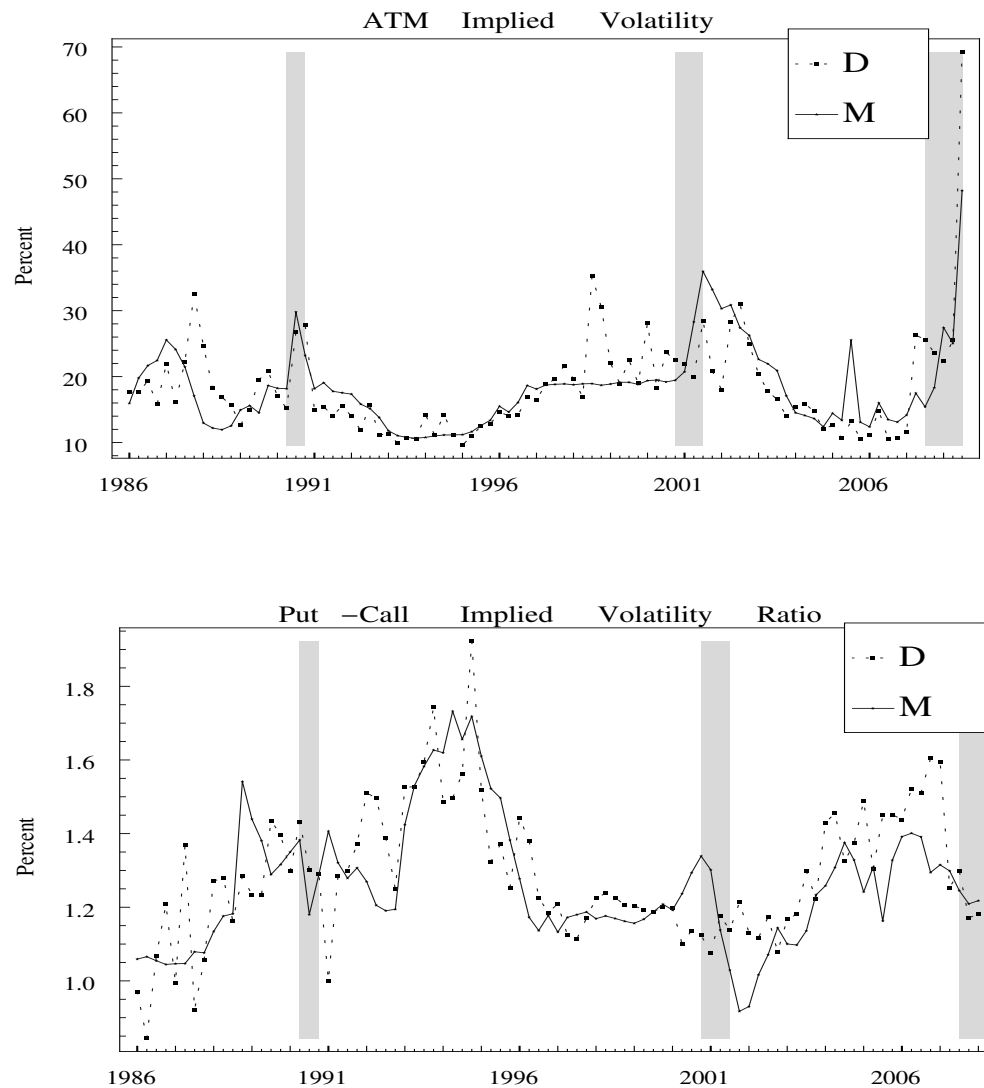 ATM Implied Volatility
70
60
50
40
30
20
10
Percent
D
M
1986 1991 1996 2001 2006
Put −Call Implied Volatility Ratio
1.8
1.6
1.4
1.2
1.0
Percent
D
M
1986 1991 1996 2001 2006